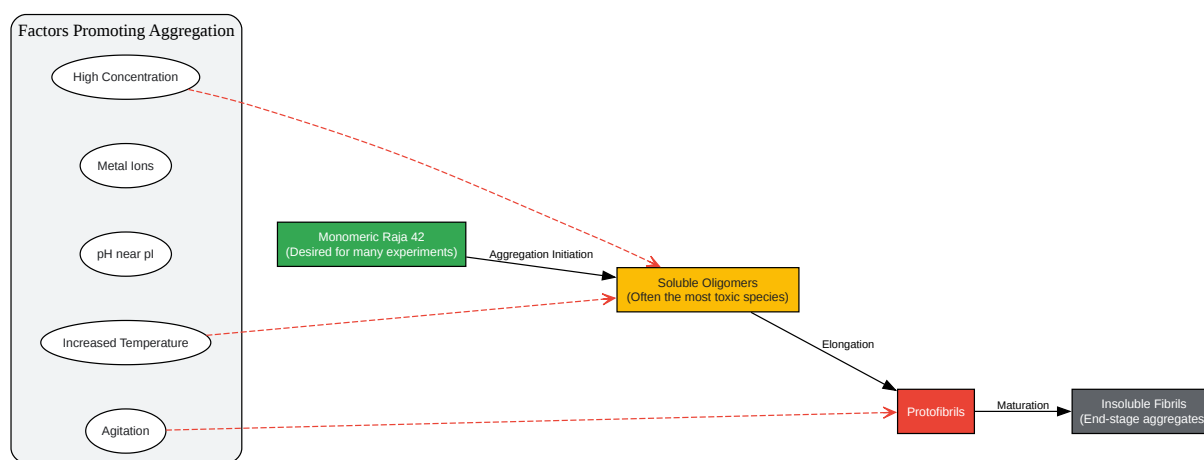 Factors Promoting Aggregation
High Concentration
Metal Ions
pH near pI
Increased Temperature
Agitation
Monomeric Raja 42
(Desired for many experiments)
Aggregation Initiation
Soluble Oligomers
(Often the most toxic species)
Elongation
Protofibrils
Maturation
Insoluble Fibrils
(End-stage aggregates